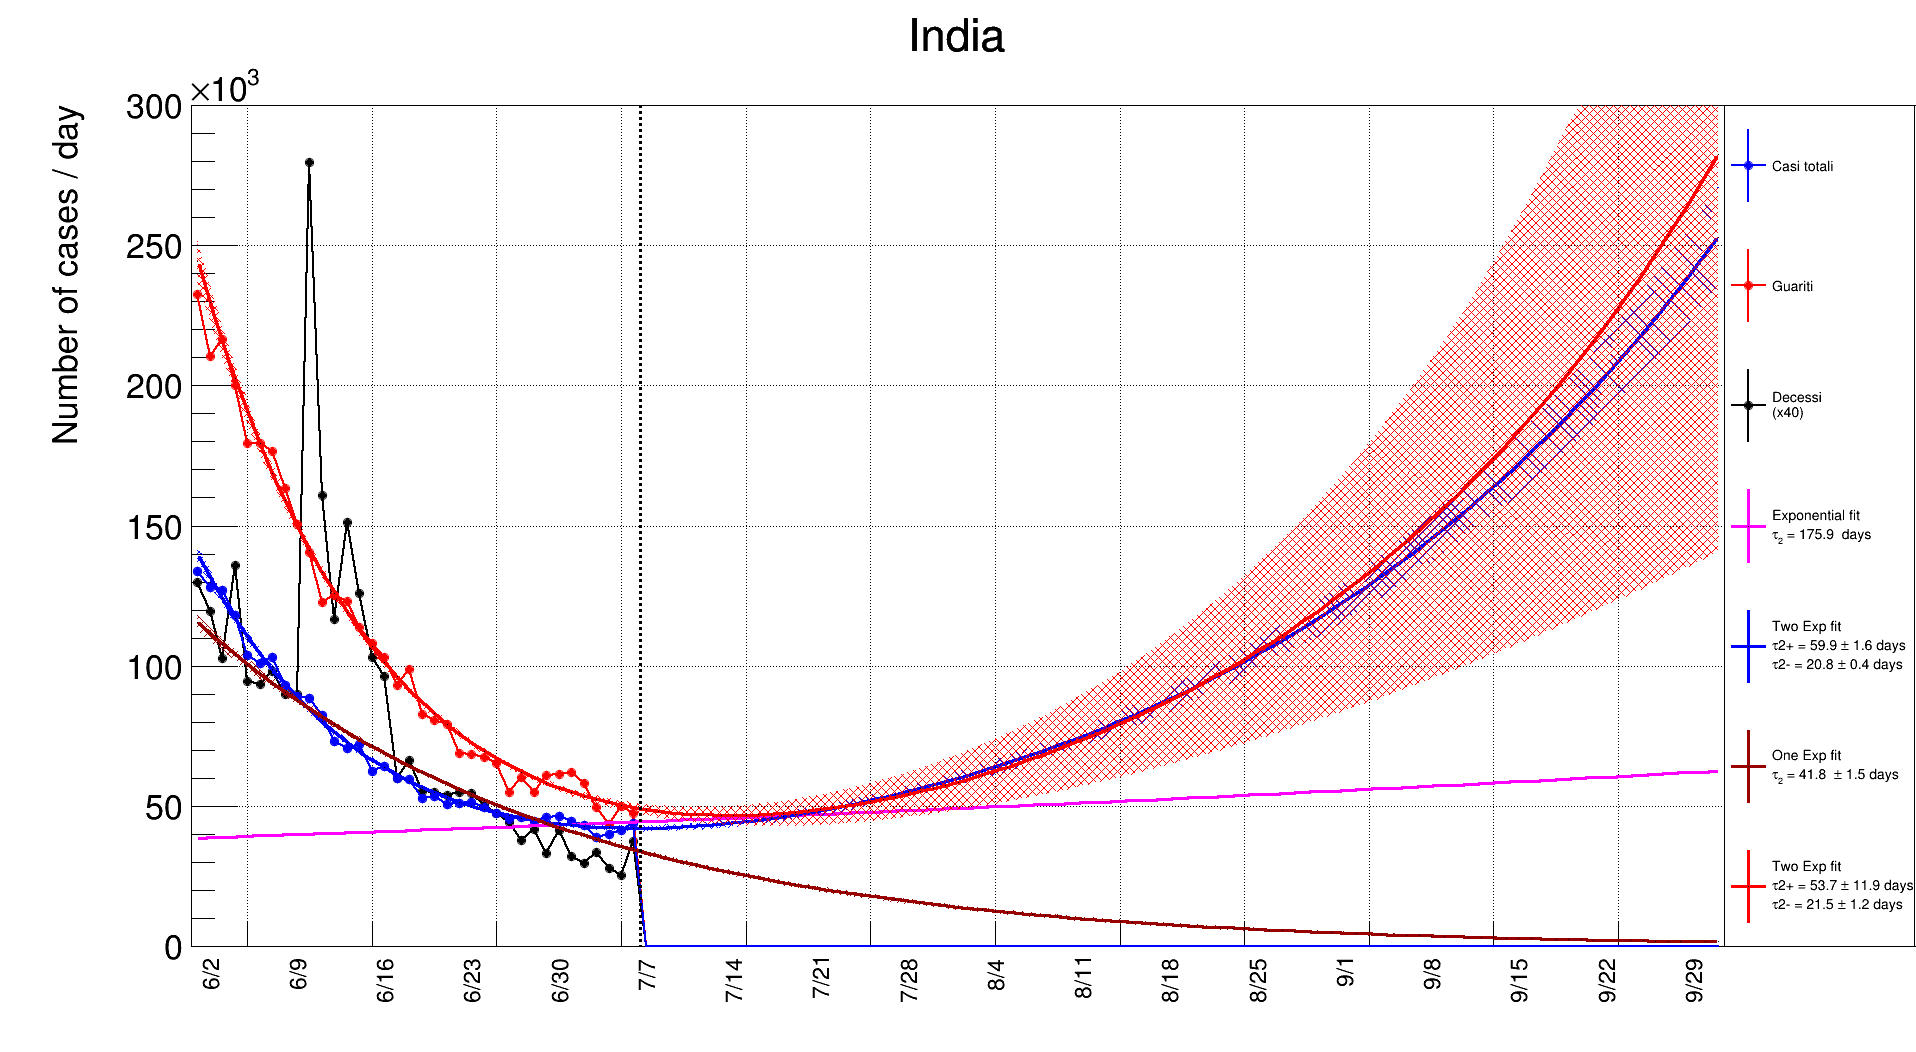 India
×10³
Number of cases / day
300
250
200
150
100
50
0
6/2
6/9
6/16
6/23
6/30
7/7
7/14
7/21
7/28
8/4
8/11
8/18
8/25
9/1
9/8
9/15
9/22
9/29
Casi totali
Guariti
Decessi
(x40)
Exponential fit
τ₂ = 175.9 days
Two Exp fit
τ2+ = 59.9 ± 1.6 days
τ2- = 20.8 ± 0.4 days
One Exp fit
τ₂ = 41.8 ± 1.5 days
Two Exp fit
τ2+ = 53.7 ± 11.9 days
τ2- = 21.5 ± 1.2 days